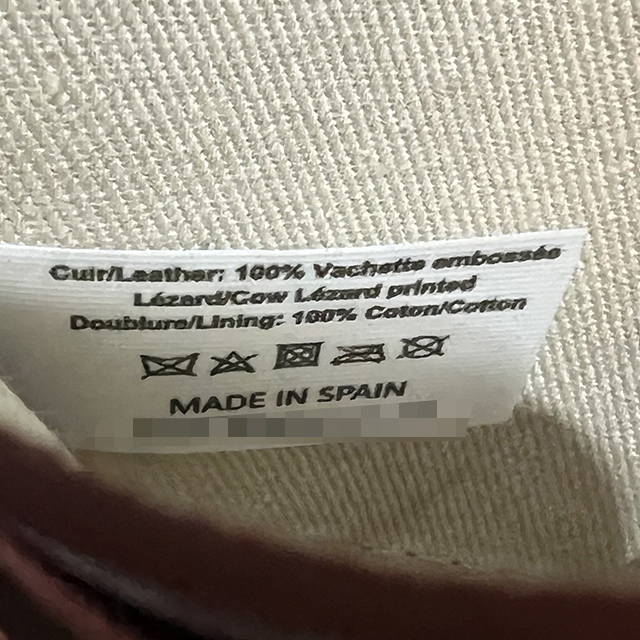 Cuir/Leather: 100% Vachette embossée
Lézard/Cow Lézard printed
Doublure/Lining: 100% Coton/Cotton
MADE IN SPAIN